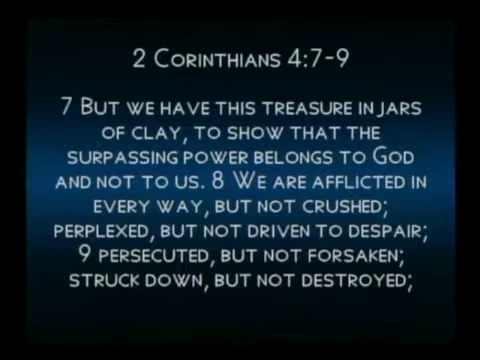 2 Corinthians 4:7-9
7 But we have this treasure in jars
of clay, to show that the
surpassing power belongs to God
and not to us. 8 We are afflicted in
every way, but not crushed;
perplexed, but not driven to despair;
9 persecuted, but not forsaken;
struck down, but not destroyed;